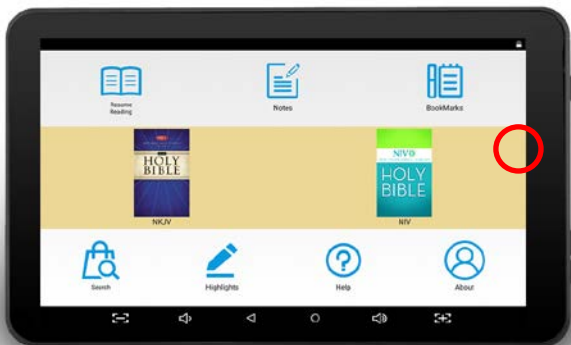 Resume
Reading
Notes
BookMarks
HOLY
BIBLE
NKJV
NIV
HOLY
BIBLE
NIV
Search
Highlights
Help
About